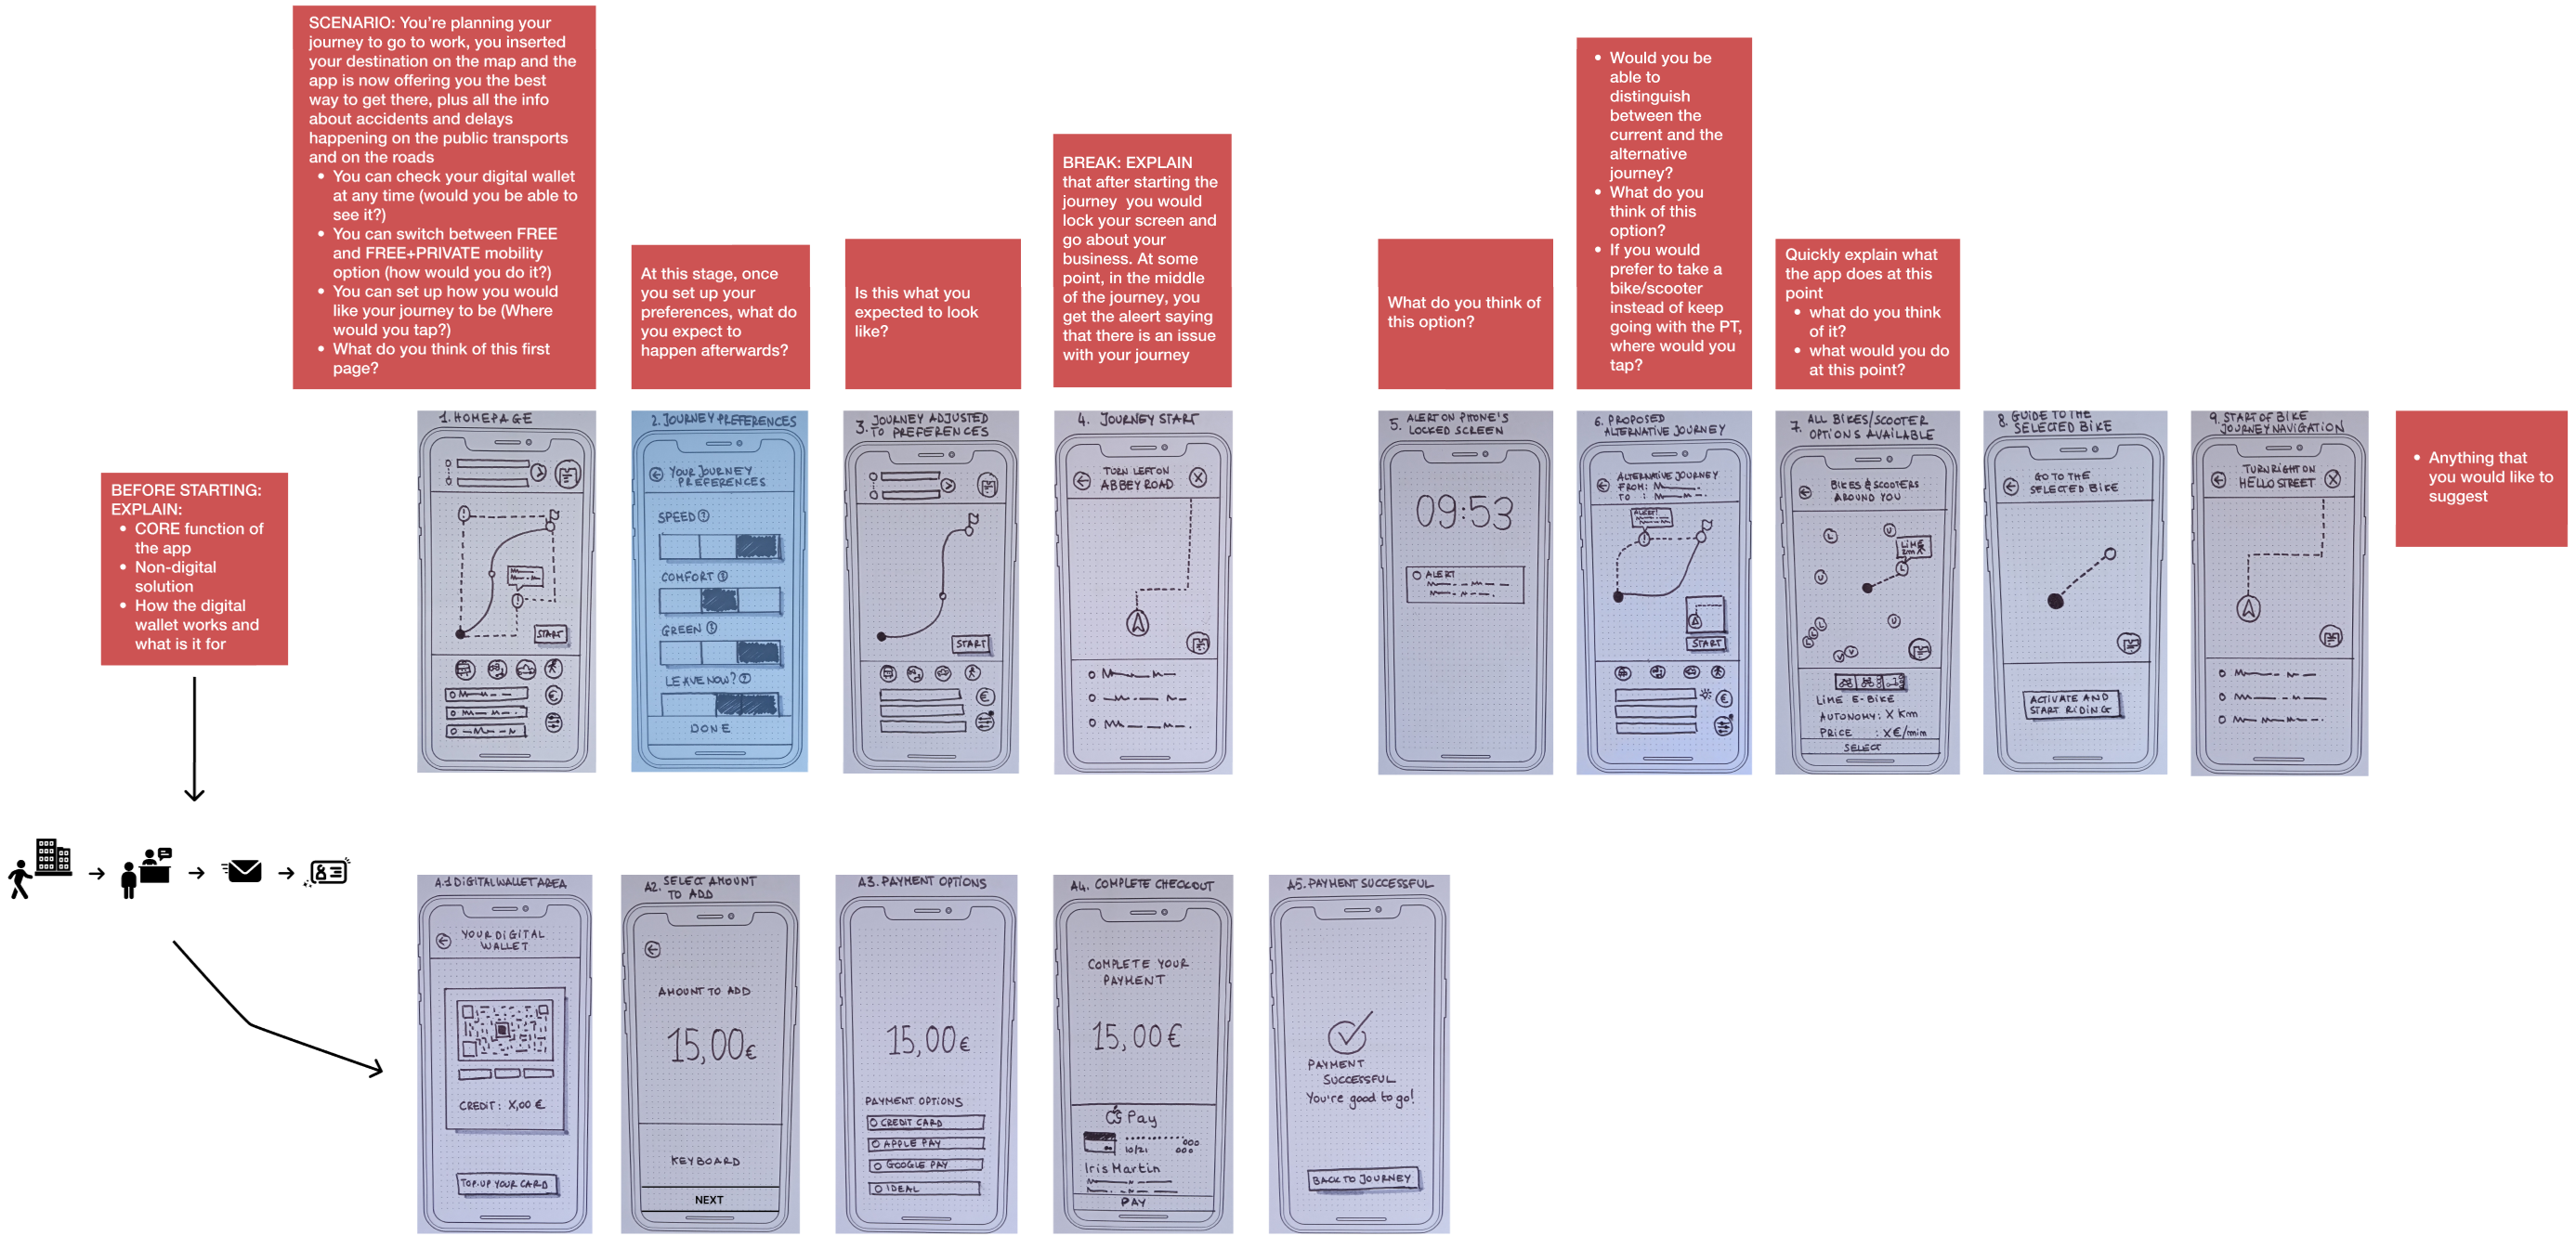 SCENARIO: You're planning your
journey to go to work, you inserted
your destination on the map and the
app is now offering you the best
way to get there, plus all the info
about accidents and delays
happening on the public transports
and on the roads
• You can check your digital wallet
at any time (would you be able to
see it?)
• You can switch between FREE
and FREE+PRIVATE mobility
option (how would you do it?)
• You can set up how you would
like your journey to be (Where
would you tap?)
• What do you think of this first
page?
At this stage, once
you set up your
preferences, what do
you expect to
happen afterwards?
Is this what you
expected to look
like?
BREAK: EXPLAIN
that after starting the
journey you would
lock your screen and
go about your
business. At some
point, in the middle
of the journey, you
get the aleert saying
that there is an issue
with your journey
What do you think of
this option?
• Would you be
able to
distinguish
between the
current and the
alternative
journey?
• What do you
think of this
option?
• If you would
prefer to take a
bike/scooter
instead of keep
going with the PT,
where would you
tap?
Quickly explain what
the app does at this
point
• what do you think
of it?
• what would you do
at this point?
• Anything that
you would like to
suggest
BEFORE STARTING:
EXPLAIN:
• CORE function of
the app
• Non-digital
solution
• How the digital
wallet works and
what is it for
1. HOMEPAGE
START
€
2. JOURNEY PREFERENCES
YOUR JOURNEY
PREFERENCES
SPEED ?
COMFORT ?
GREEN ?
LEAVE NOW? ?
DONE
3. JOURNEY ADJUSTED
TO PREFERENCES
START
€
4. JOURNEY START
TURN LEFT ON
ABBEY ROAD
X
5. ALERT ON PHONE'S
LOCKED SCREEN
09:53
ALERT
6. PROPOSED
ALTERNATIVE JOURNEY
ALTERNATIVE JOURNEY
FROM:
TO :
ALERT!
START
€
7. ALL BIKES/SCOOTER
OPTIONS AVAILABLE
BIKES & SCOOTERS
AROUND YOU
L
U
LIME
L
U
U
LIME E-BIKE
AUTONOMY: X Km
PRICE : X€/min
SELECT
8. GUIDE TO THE
SELECTED BIKE
GO TO THE
SELECTED BIKE
ACTIVATE AND
START RIDING
9. START OF BIKE
JOURNEY NAVIGATION
TURN RIGHT ON
HELLO STREET
X
A.1 DIGITAL WALLET AREA
YOUR DIGITAL
WALLET
CREDIT: X,00 €
TOP-UP YOUR CARD
A2. SELECT AMOUNT
TO ADD
AMOUNT TO ADD
15,00€
KEYBOARD
NEXT
A3. PAYMENT OPTIONS
15,00€
PAYMENT OPTIONS
CREDIT CARD
APPLE PAY
GOOGLE PAY
IDEAL
A4. COMPLETE CHECKOUT
COMPLETE YOUR
PAYMENT
15,00€
Pay
10/21
000
000
Iris Martin
PAY
A5. PAYMENT SUCCESSFUL
PAYMENT
SUCCESSFUL
You're good to go!
BACK TO JOURNEY